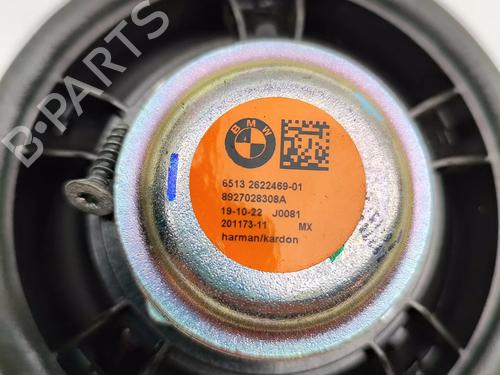 B-PARTS
BMW
6513 2622469-01
8927028308A
19-10-22 J0081
201173-11 MX
harman/kardon